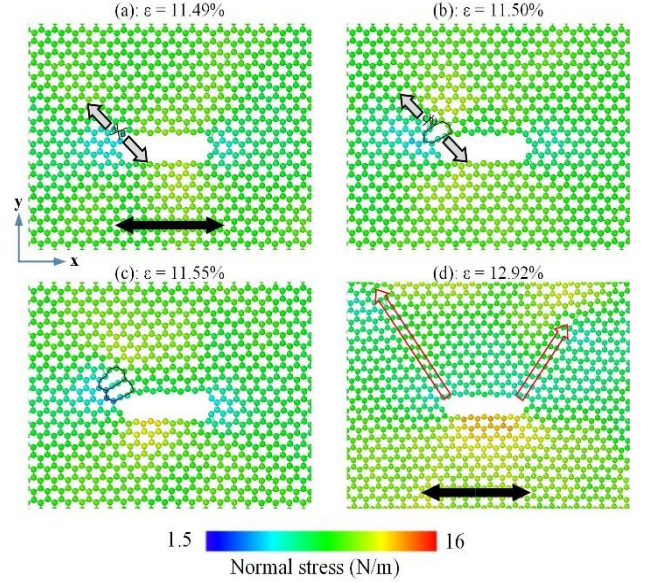 (a): ε = 11.49%
(b): ε = 11.50%
y
x
(c): ε = 11.55%
(d): ε = 12.92%
1.5
16
Normal stress (N/m)